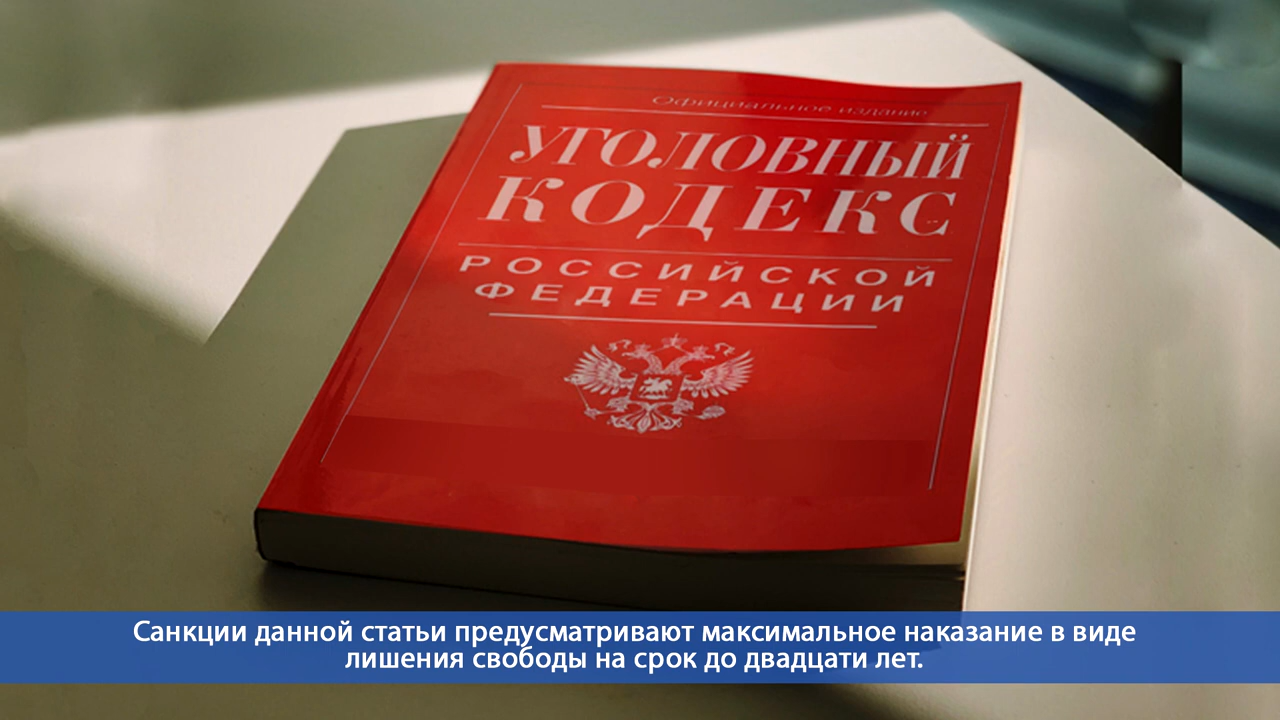 Официальное издание
УГОЛОВНЫЙ
КОДЕКС
РОССИЙСКОЙ
ФЕДЕРАЦИИ
Санкции данной статьи предусматривают максимальное наказание в виде
лишения свободы на срок до двадцати лет.